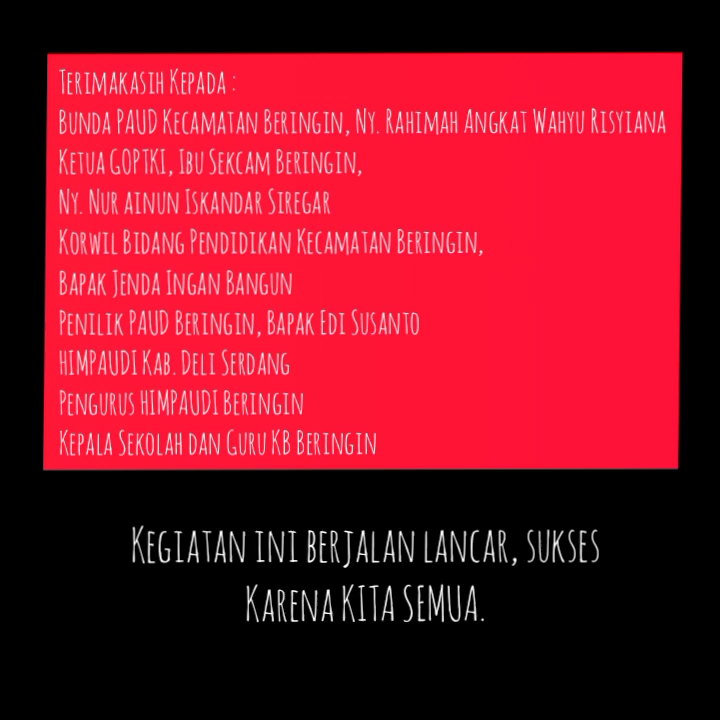 Terimakasih Kepada :
Bunda PAUD Kecamatan Beringin, Ny. Rahimah Angkat Wahyu Risyiana
Ketua GOPTKI, Ibu Sekcam Beringin,
Ny. Nur ainun Iskandar Siregar
Korwil Bidang Pendidikan Kecamatan Beringin,
Bapak Jenda Ingan Bangun
Penilik PAUD Beringin, Bapak Edi Susanto
HIMPAUDI Kab. Deli Serdang
Pengurus HIMPAUDI Beringin
Kepala Sekolah dan Guru KB Beringin
Kegiatan ini berjalan lancar, sukses
Karena KITA SEMUA.